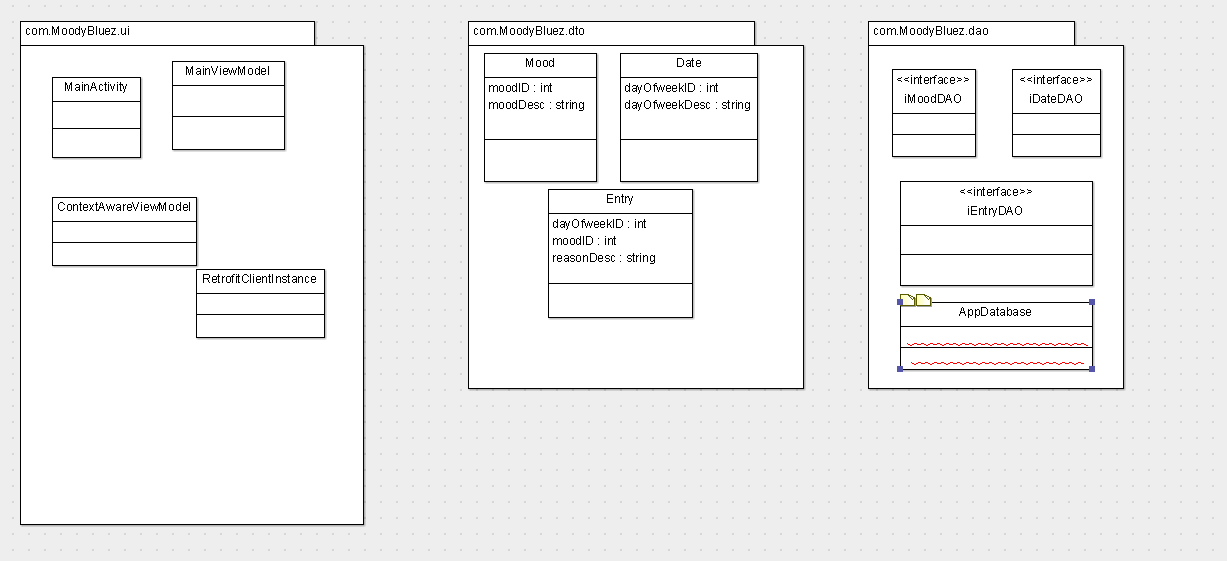 com.MoodyBluez.ui
MainActivity
MainViewModel
ContextAwareViewModel
RetrofitClientInstance
com.MoodyBluez.dto
Mood
moodID : int
moodDesc : string
Date
dayOfweekID : int
dayOfweekDesc : string
Entry
dayOfweekID : int
moodID : int
reasonDesc : string
com.MoodyBluez.dao
<<interface>>
iMoodDAO
<<interface>>
iDateDAO
<<interface>>
iEntryDAO
AppDatabase